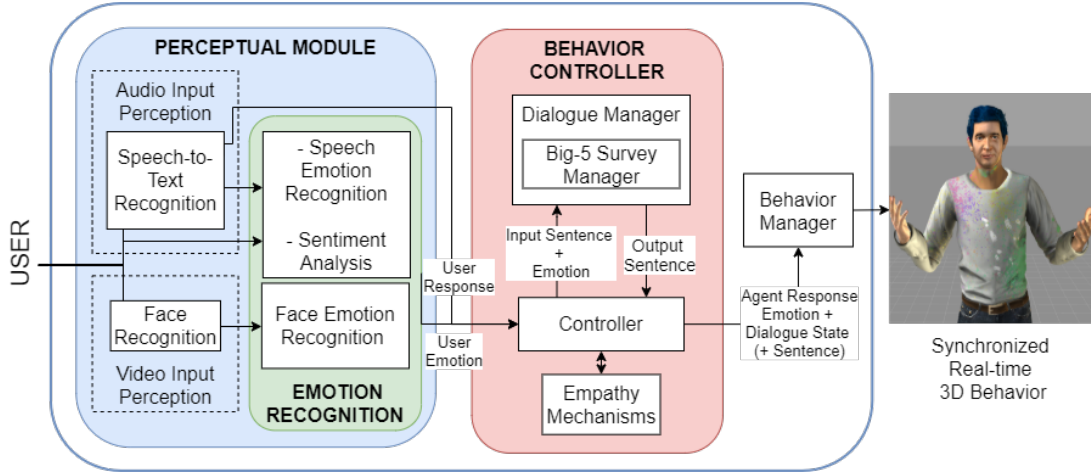 USER
PERCEPTUAL MODULE
Audio Input
Perception
Speech-to-
Text
Recognition
- Speech
Emotion
Recognition
- Sentiment
Analysis
Face
Recognition
Face Emotion
Recognition
Video Input
Perception
EMOTION
RECOGNITION
User
Response
User
Emotion
BEHAVIOR
CONTROLLER
Dialogue Manager
Big-5 Survey
Manager
Input Sentence
+
Emotion
Output
Sentence
Controller
Empathy
Mechanisms
Behavior
Manager
Agent Response
Emotion +
Dialogue State
(+ Sentence)
Synchronized
Real-time
3D Behavior